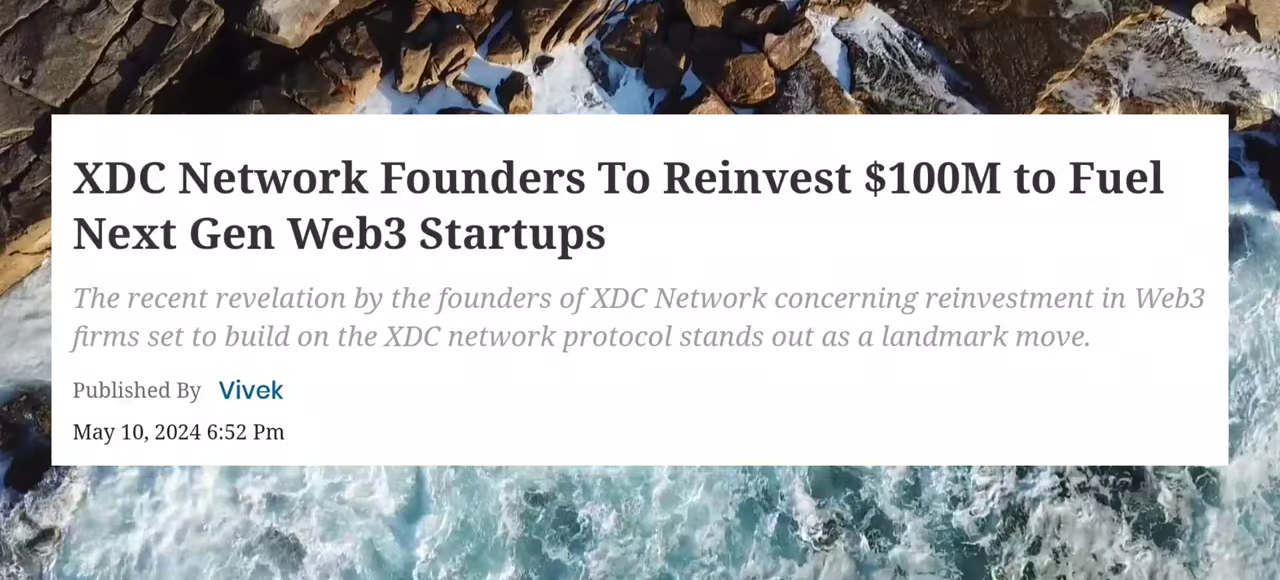 XDC Network Founders To Reinvest $100M to Fuel
Next Gen Web3 Startups
The recent revelation by the founders of XDC Network concerning reinvestment in Web3
firms set to build on the XDC network protocol stands out as a landmark move.
Published By Vivek
May 10, 2024 6:52 Pm